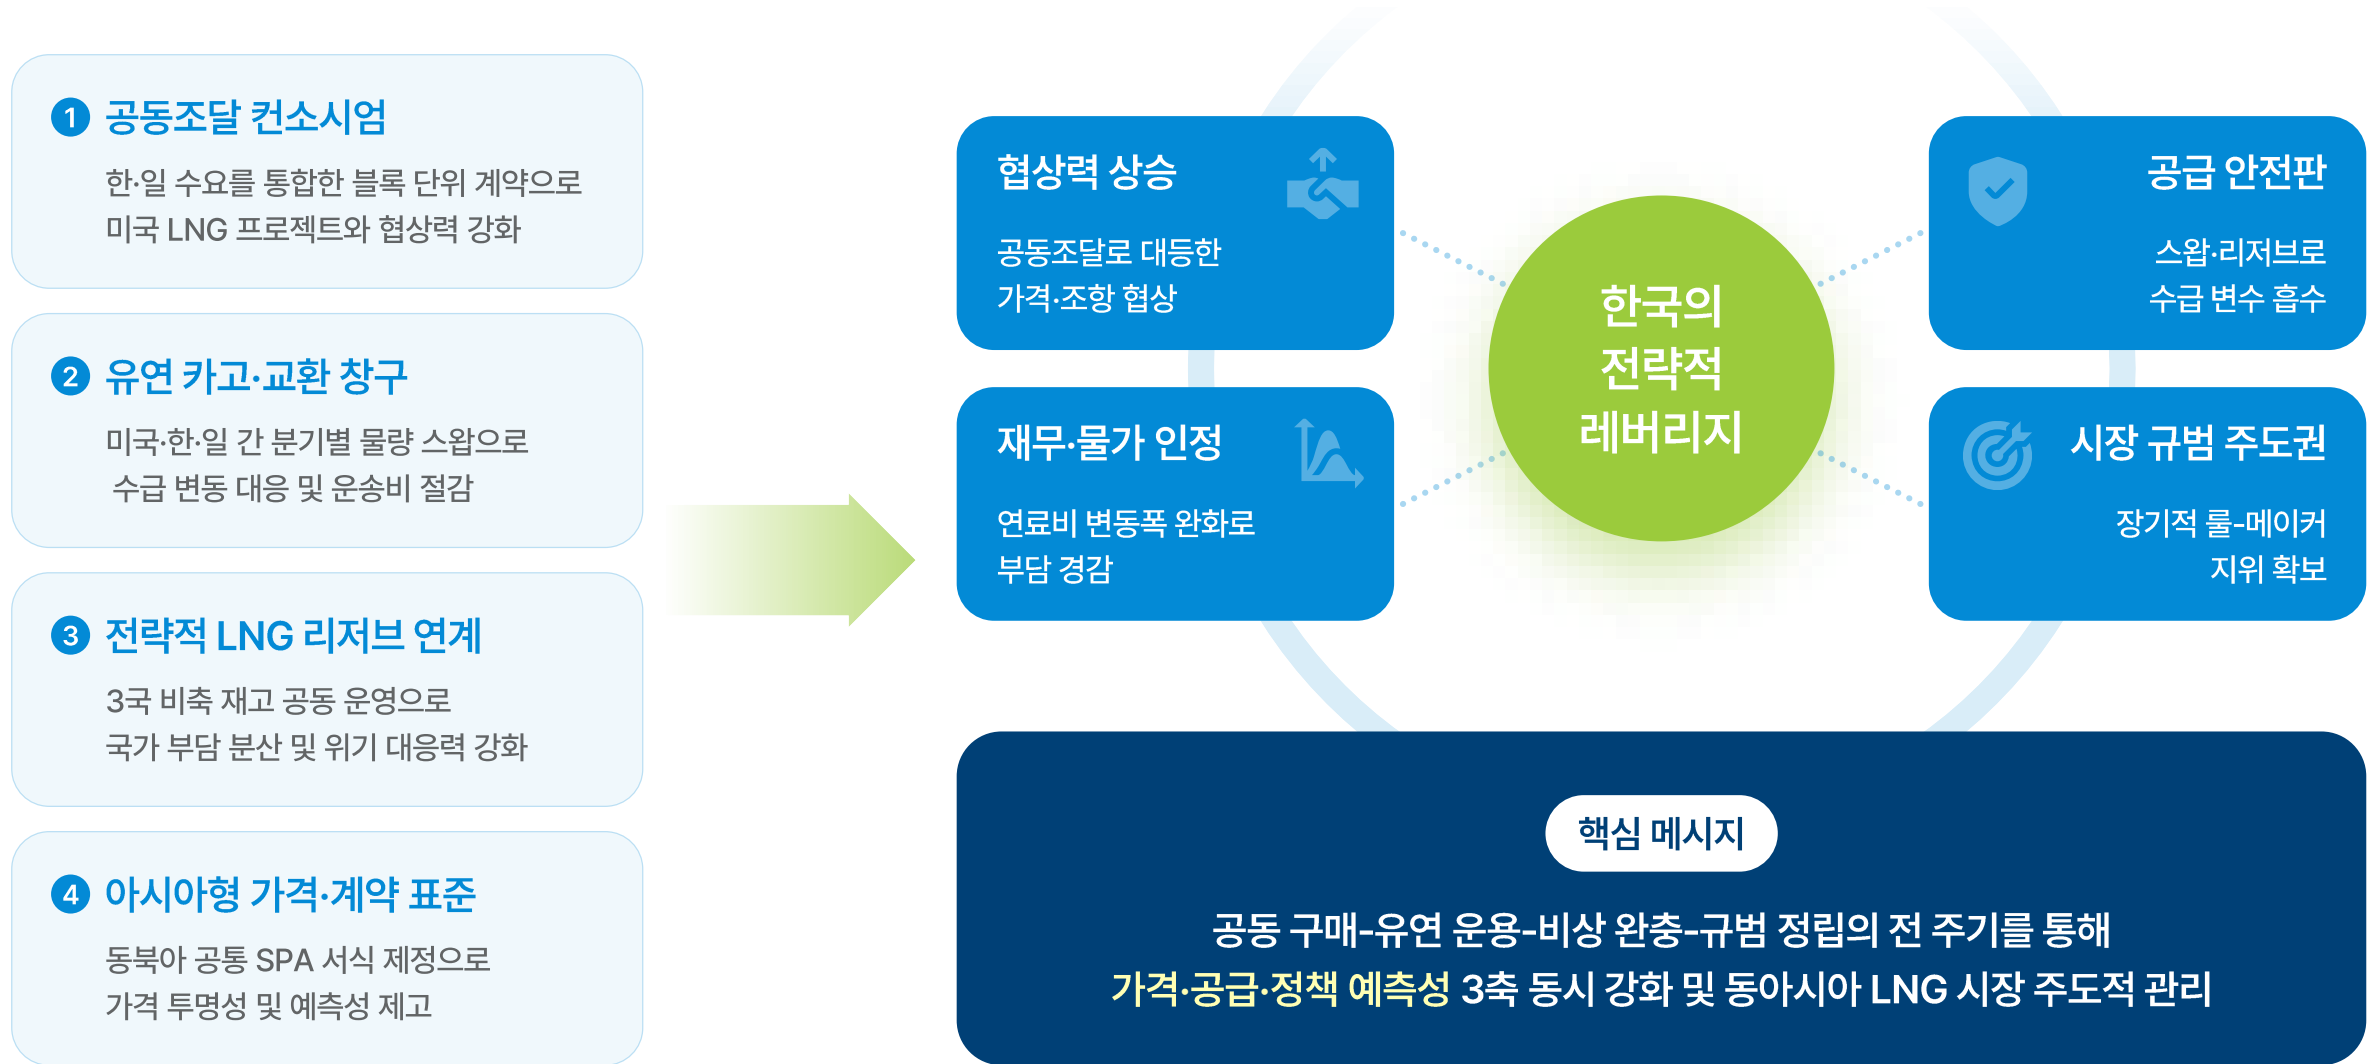 1 공동조달 컨소시엄
한·일 수요를 통합한 블록 단위 계약으로
미국 LNG 프로젝트와 협상력 강화
2 유연 카고·교환 창구
미국·한·일 간 분기별 물량 스왑으로
수급 변동 대응 및 운송비 절감
3 전략적 LNG 리저브 연계
3국 비축 재고 공동 운영으로
국가 부담 분산 및 위기 대응력 강화
4 아시아형 가격·계약 표준
동북아 공통 SPA 서식 제정으로
가격 투명성 및 예측성 제고
협상력 상승
공동조달로 대등한
가격·조항 협상
재무·물가 인정
연료비 변동폭 완화로
부담 경감
한국의
전략적
레버리지
공급 안전판
스왑·리저브로
수급 변수 흡수
시장 규범 주도권
장기적 룰-메이커
지위 확보
핵심 메시지
공동 구매-유연 운용-비상 완충-규범 정립의 전 주기를 통해
가격·공급·정책 예측성 3축 동시 강화 및 동아시아 LNG 시장 주도적 관리